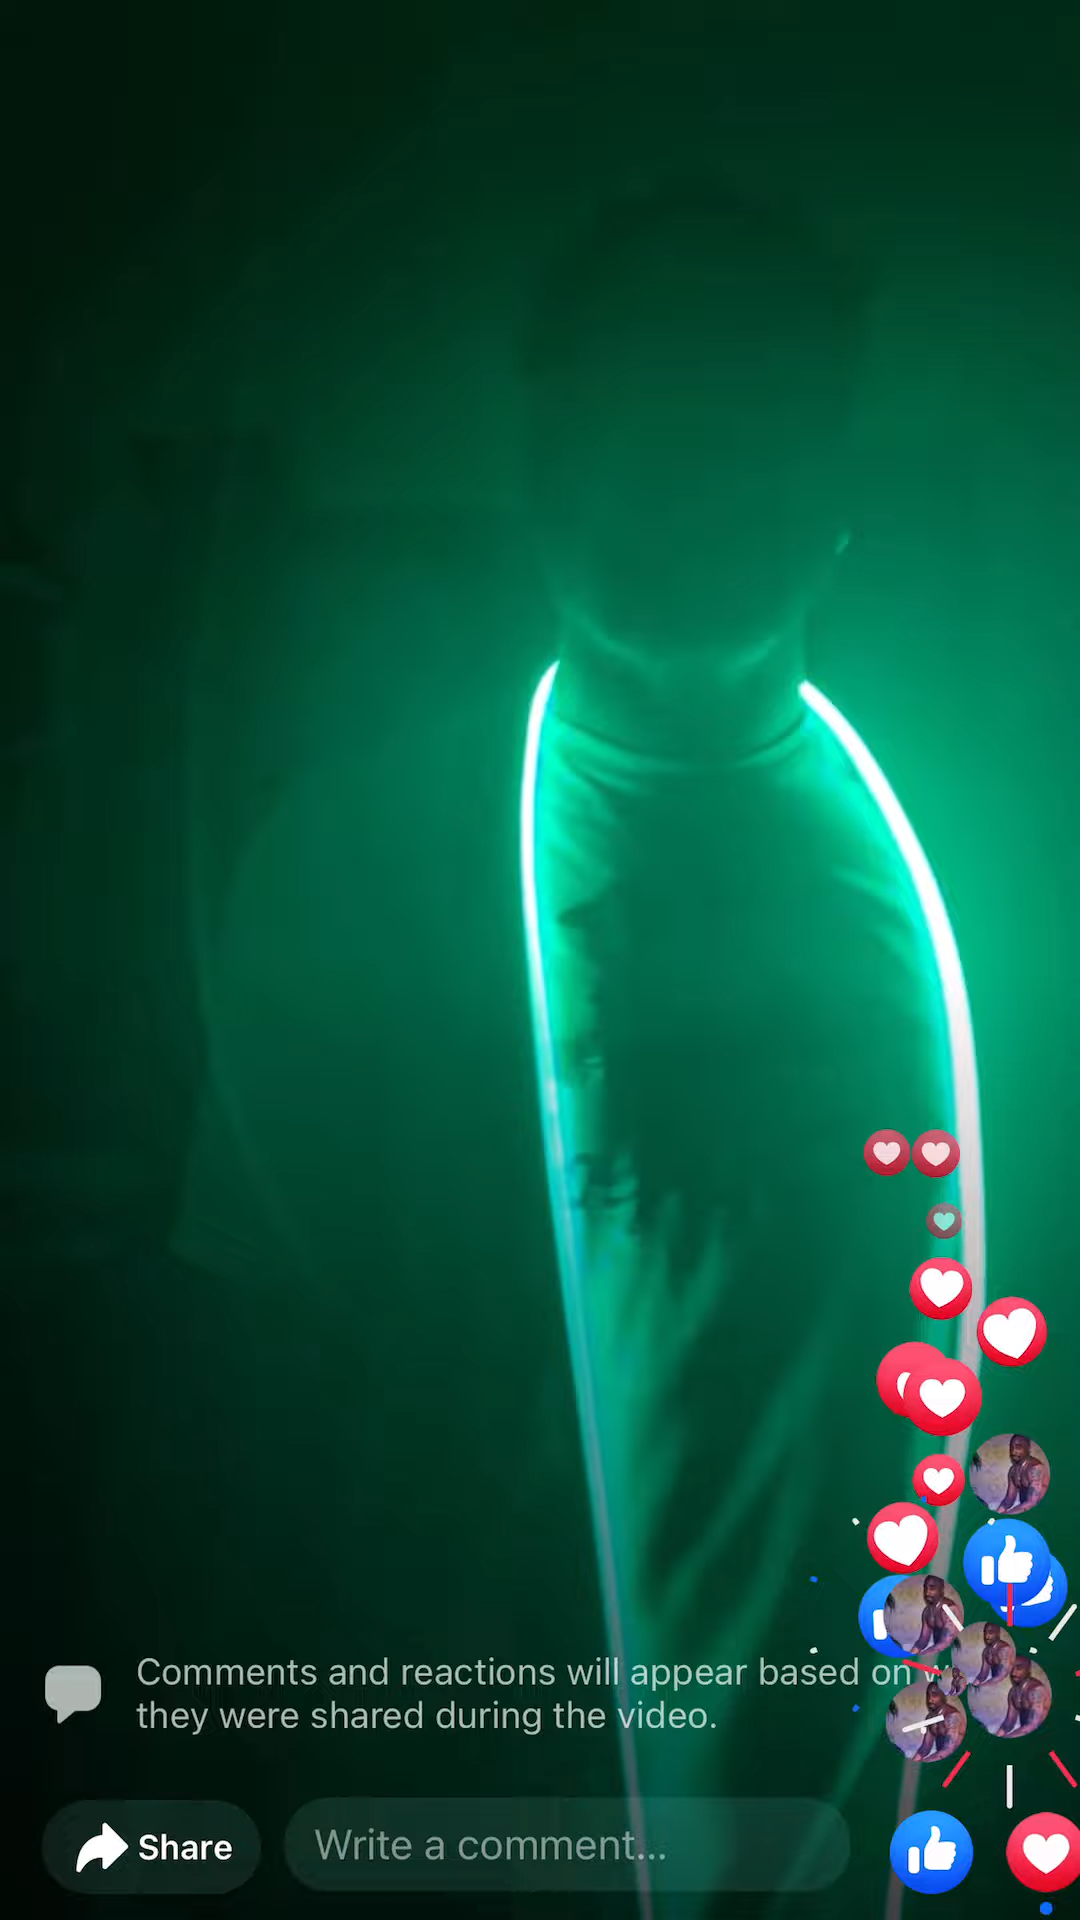 Comments and reactions will appear based on
they were shared during the video.
Share
Write a comment...